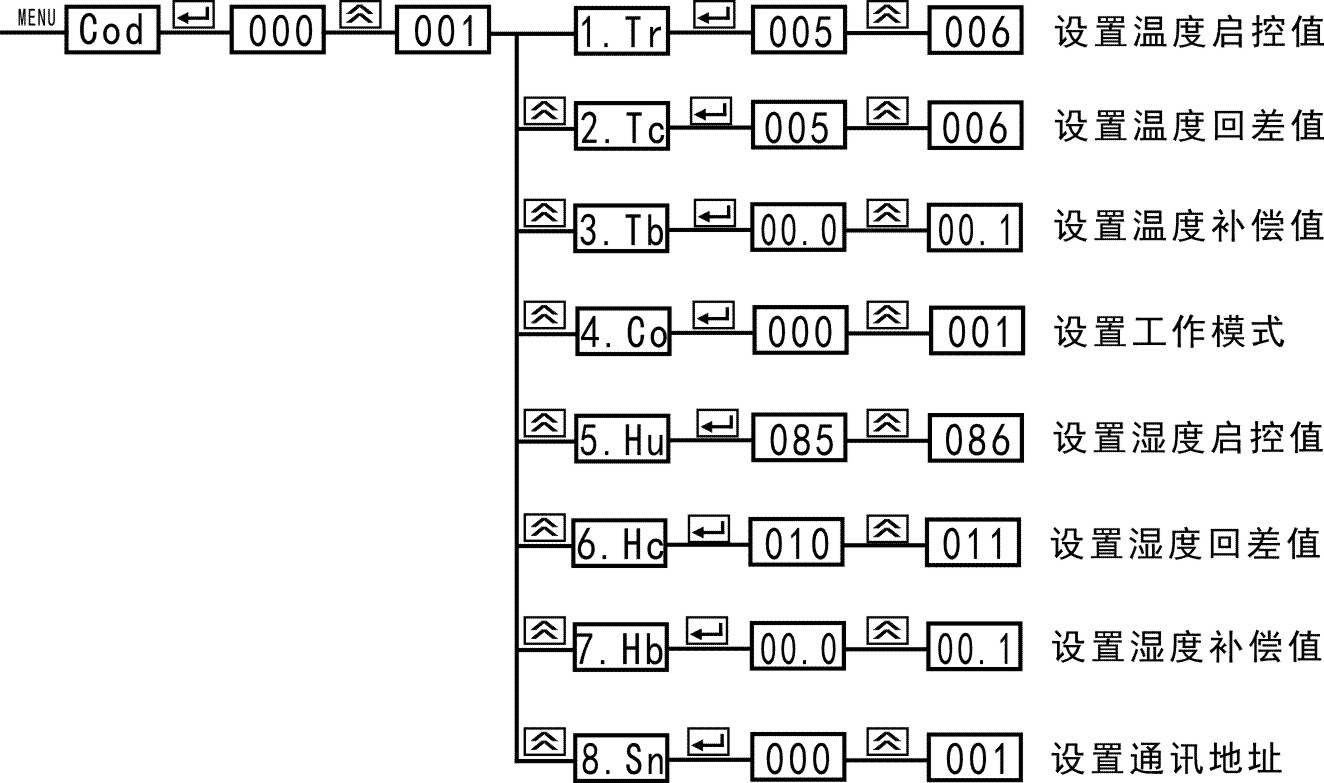 MENU Cod 000 001 1.Tr 005 006 设置温度启控值
2.Tc 005 006 设置温度回差值
3.Tb 00.0 00.1 设置温度补偿值
4.Co 000 001 设置工作模式
5.Hu 085 086 设置湿度启控值
6.Hc 010 011 设置湿度回差值
7.Hb 00.0 00.1 设置湿度补偿值
8.Sn 000 001 设置通讯地址